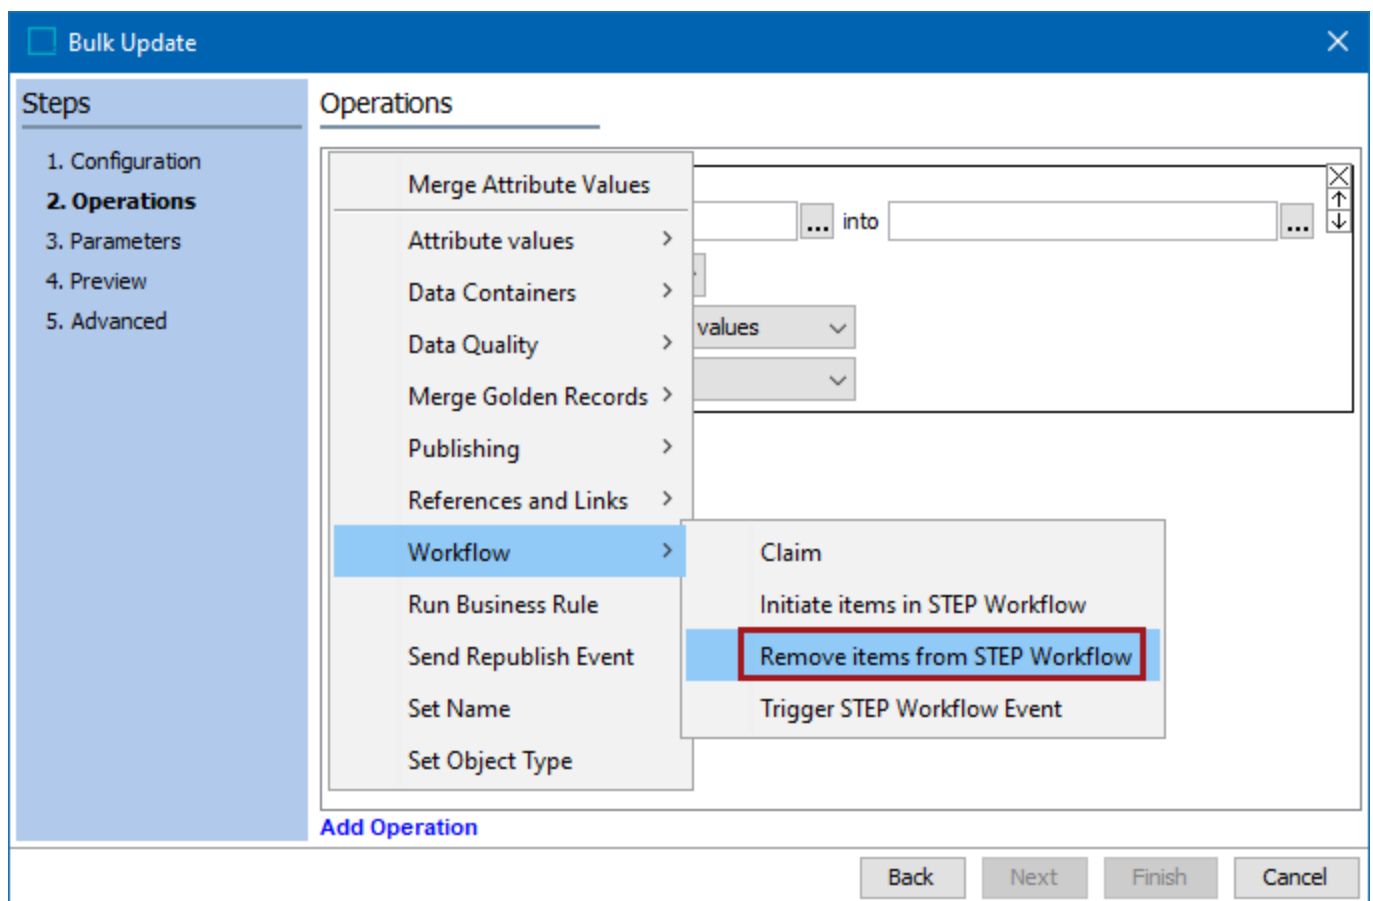 Bulk Update
Steps
1. Configuration
2. Operations
3. Parameters
4. Preview
5. Advanced
Operations
Merge Attribute Values
Attribute values
Data Containers
Data Quality
Merge Golden Records
Publishing
References and Links
Workflow
Run Business Rule
Send Republish Event
Set Name
Set Object Type
... into ...
values
Claim
Initiate items in STEP Workflow
Remove items from STEP Workflow
Trigger STEP Workflow Event
Add Operation
Back Next Finish Cancel